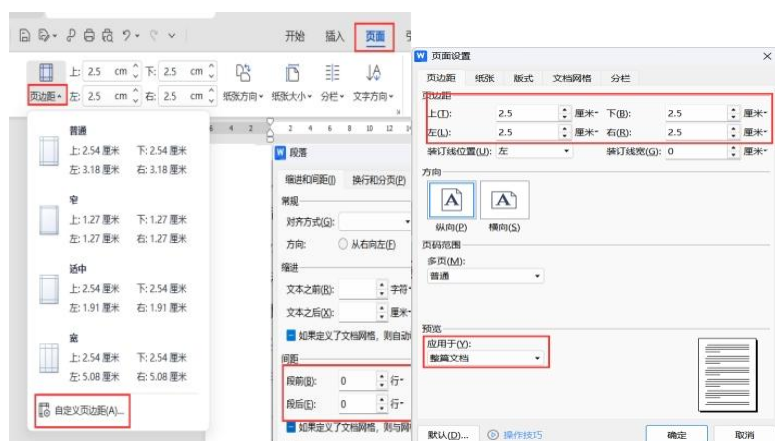 开始 插入 页面
页边距 上: 2.5 cm 下: 2.5 cm
左: 2.5 cm 右: 2.5 cm
纸张方向 纸张大小 分栏 文字方向
普通
上: 2.54 厘米 下: 2.54 厘米
左: 3.18 厘米 右: 3.18 厘米
窄
上: 1.27 厘米 下: 1.27 厘米
左: 1.27 厘米 右: 1.27 厘米
适中
上: 2.54 厘米 下: 2.54 厘米
左: 1.91 厘米 右: 1.91 厘米
宽
上: 2.54 厘米 下: 2.54 厘米
左: 5.08 厘米 右: 5.08 厘米
自定义页边距(A)...
6 4 2 2 4 6 8 10 12
段落
缩进和间距(I) 换行和分页(P)
常规
对齐方式(G):
方向: 从右向左(F)
缩进
文本之前(R): 字符
文本之后(X): 厘米
如果定义了文档网格，则自动
间距
段前(B): 0 行
段后(E): 0 行
如果定义了文档网格，则与网
页面设置
页边距 纸张 版式 文档网格 分栏
页边距
上(T): 2.5 厘米 下(B): 2.5 厘米
左(L): 2.5 厘米 右(R): 2.5 厘米
装订线位置(U): 左 装订线宽(G): 0 厘米
方向
A A
纵向(P) 横向(S)
页码范围
多页(M):
普通
预览
应用于(Y):
整篇文档
默认(D)... 操作技巧 确定 取消